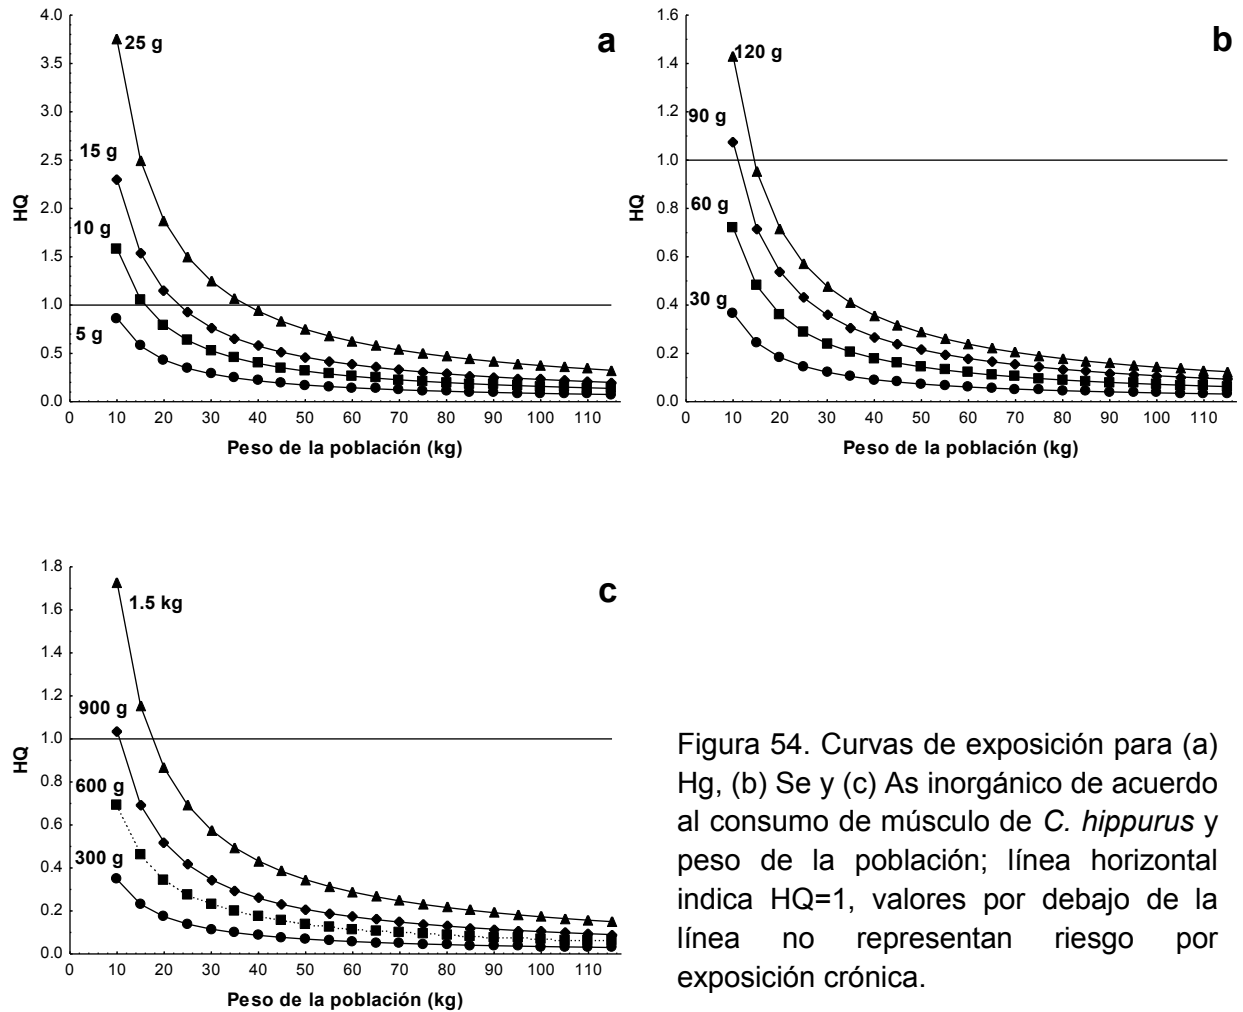 a
4.0
3.5
3.0
2.5
2.0
1.5
1.0
0.5
0.0
HQ
25 g
15 g
10 g
5 g
0 10 20 30 40 50 60 70 80 90 100 110
Peso de la población (kg)
b
1.6
1.4
1.2
1.0
0.8
0.6
0.4
0.2
0.0
HQ
120 g
90 g
60 g
30 g
0 10 20 30 40 50 60 70 80 90 100 110
Peso de la población (kg)
c
1.8
1.6
1.4
1.2
1.0
0.8
0.6
0.4
0.2
0.0
HQ
1.5 kg
900 g
600 g
300 g
0 10 20 30 40 50 60 70 80 90 100 110
Peso de la población (kg)
Figura 54. Curvas de exposición para (a)
Hg, (b) Se y (c) As inorgánico de acuerdo
al consumo de músculo de C. hippurus y
peso de la población; línea horizontal
indica HQ=1, valores por debajo de la
línea no representan riesgo por
exposición crónica.